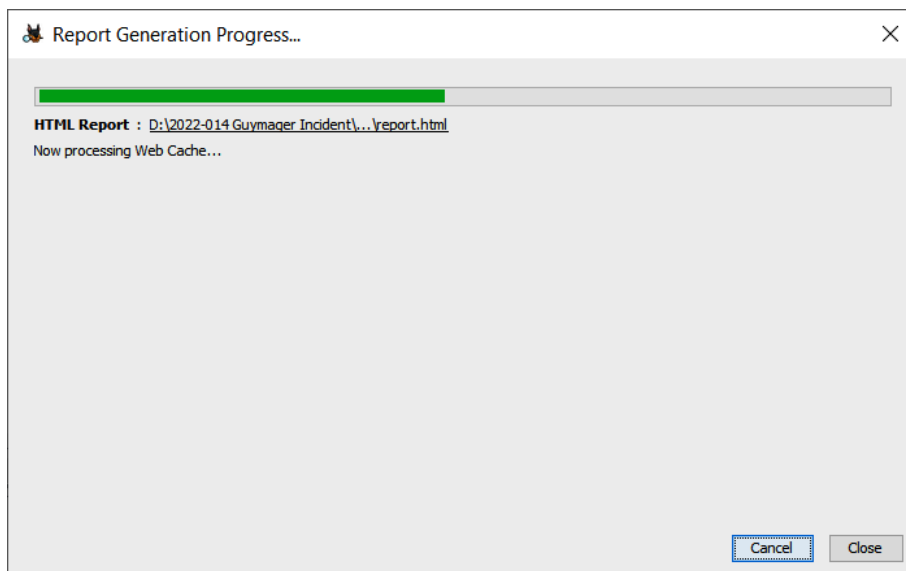 Report Generation Progress...
HTML Report : D:\2022-014 Guymager Incident\...\report.html
Now processing Web Cache...
Cancel Close